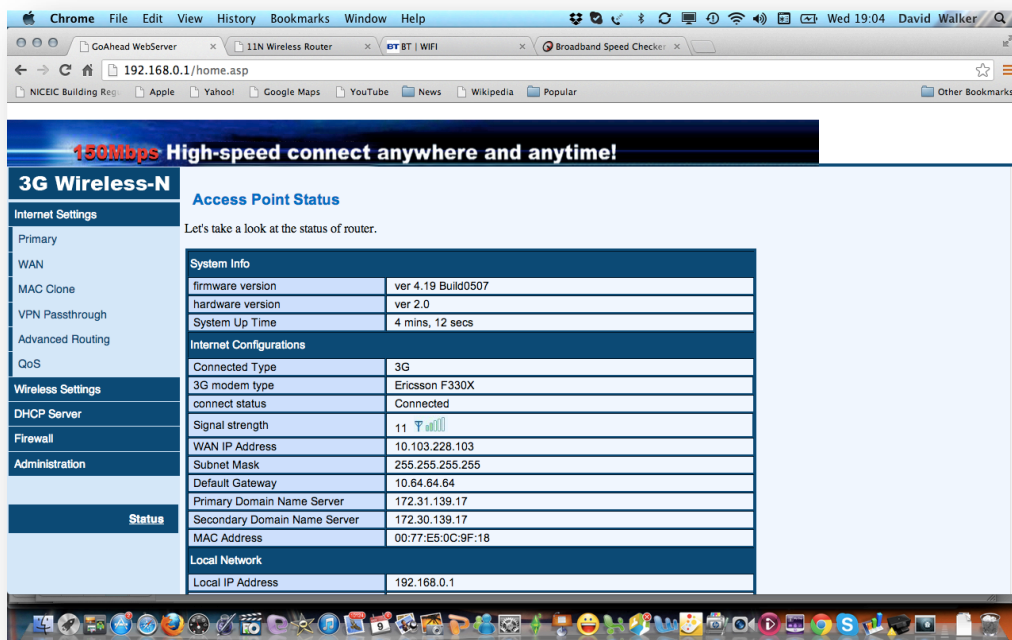 Chrome File Edit View History Bookmarks Window Help Wed 19:04 David Walker
GoAhead WebServer 11N Wireless Router BT BT | WIFI Broadband Speed Checker
192.168.0.1/home.asp
NICEIC Building Reg Apple Yahoo! Google Maps YouTube News Wikipedia Popular Other Bookmarks
150Mbps High-speed connect anywhere and anytime!
3G Wireless-N
Internet Settings
Primary
WAN
MAC Clone
VPN Passthrough
Advanced Routing
QoS
Wireless Settings
DHCP Server
Firewall
Administration
Status
Access Point Status
Let's take a look at the status of router.
System Info
firmware version ver 4.19 Build0507
hardware version ver 2.0
System Up Time 4 mins, 12 secs
Internet Configurations
Connected Type 3G
3G modem type Ericsson F330X
connect status Connected
Signal strength 11
WAN IP Address 10.103.228.103
Subnet Mask 255.255.255.255
Default Gateway 10.64.64.64
Primary Domain Name Server 172.31.139.17
Secondary Domain Name Server 172.30.139.17
MAC Address 00:77:E5:0C:9F:18
Local Network
Local IP Address 192.168.0.1